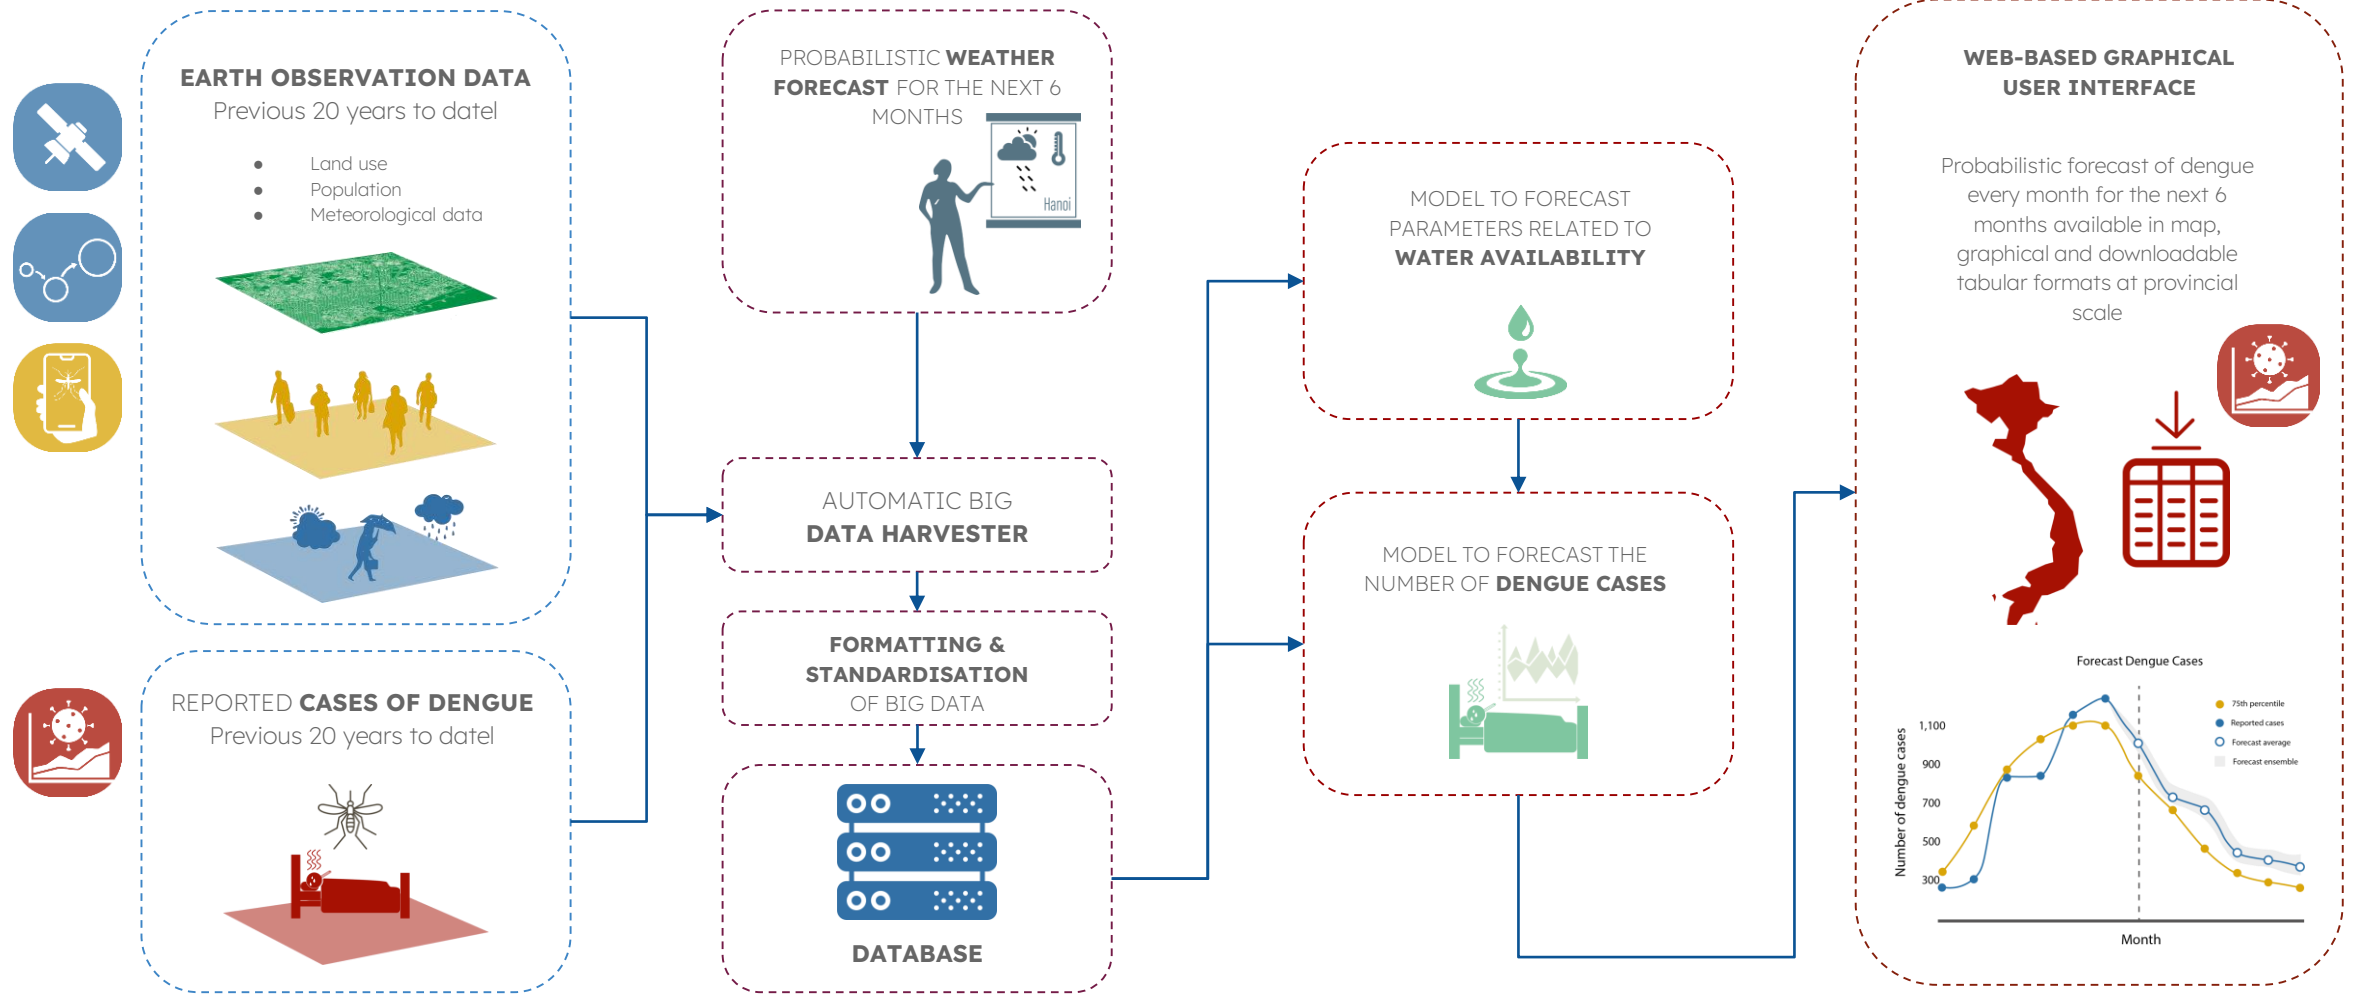 EARTH OBSERVATION DATA
Previous 20 years to datel
● Land use
● Population
● Meteorological data
REPORTED CASES OF DENGUE
Previous 20 years to datel
PROBABILISTIC WEATHER
FORECAST FOR THE NEXT 6
MONTHS
Hanoi
AUTOMATIC BIG
DATA HARVESTER
FORMATTING &
STANDARDISATION
OF BIG DATA
DATABASE
MODEL TO FORECAST
PARAMETERS RELATED TO
WATER AVAILABILITY
MODEL TO FORECAST THE
NUMBER OF DENGUE CASES
WEB-BASED GRAPHICAL
USER INTERFACE
Probabilistic forecast of dengue
every month for the next 6
months available in map,
graphical and downloadable
tabular formats at provincial
scale
Forecast Dengue Cases
75th percentile
Reported cases
Forecast average
Forecast ensemble
Number of dengue cases
1,100
900
700
500
300
Month